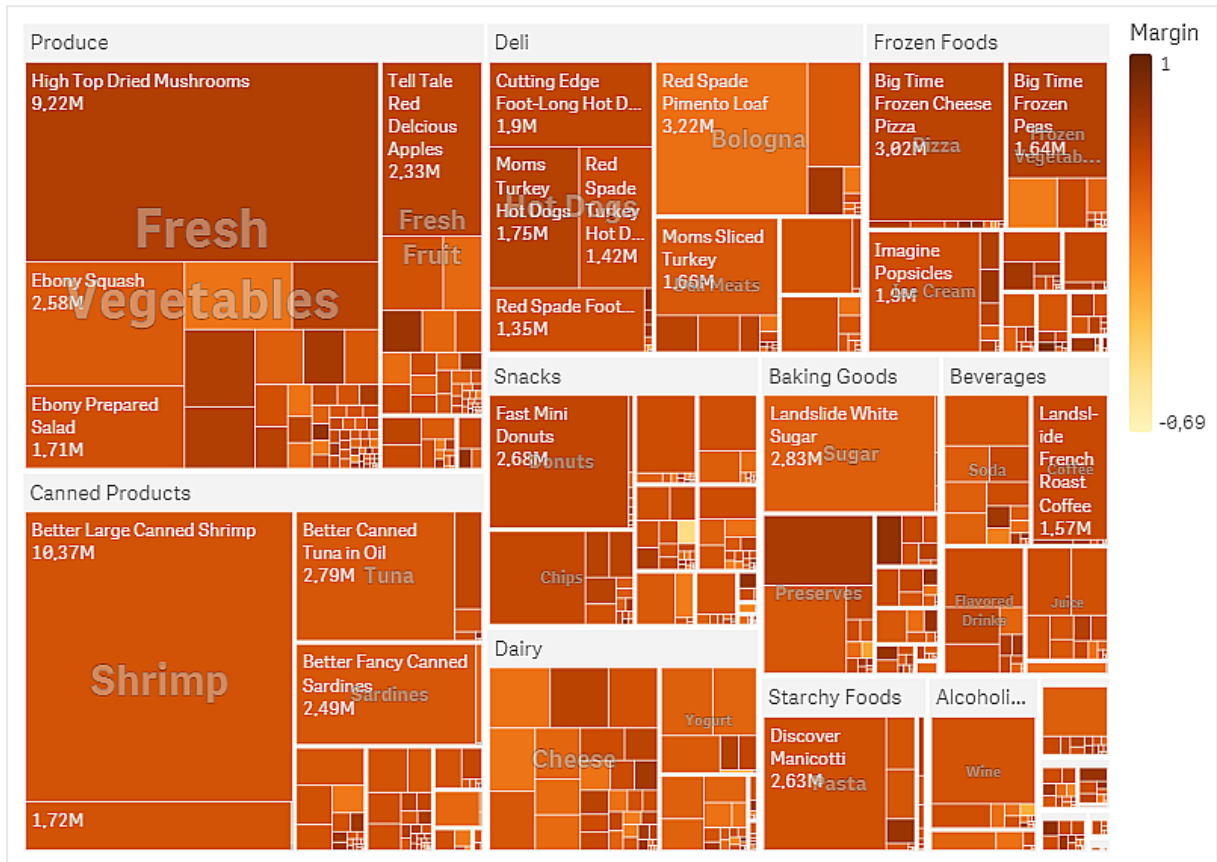 Produce
High Top Dried Mushrooms
9,22M
Tell Tale
Red
Delcious
Apples
2,33M
Fresh
Vegetables
Fresh
Fruit
Ebony Squash
2,58M
Ebony Prepared
Salad
1,71M
Deli
Cutting Edge
Foot-Long Hot D...
1,9M
Moms
Turkey
Hot Dogs
1,75M
Red
Spade
Turkey
Hot D...
1,42M
Hot Dogs
Red Spade Foot...
1,35M
Red Spade
Pimento Loaf
3,22M
Bologna
Moms Sliced
Turkey
1,66M
Deli Meats
Frozen Foods
Big Time
Frozen Cheese
Pizza
3,02M
Pizza
Big Time
Frozen
Peas
1,64M
Frozen
Vegetab...
Imagine
Popsicles
1,9M
Ice Cream
Margin
1
-0,69
Canned Products
Better Large Canned Shrimp
10,37M
Shrimp
1,72M
Better Canned
Tuna in Oil
2,79M
Tuna
Better Fancy Canned
Sardines
2,49M
Sardines
Snacks
Fast Mini
Donuts
2,68M
Donuts
Chips
Baking Goods
Landslide White
Sugar
2,83M
Sugar
Preserves
Beverages
Soda
Landsl-
ide
French
Roast
Coffee
1,57M
Coffee
Flavored
Drinks
Juice
Dairy
Cheese
Yogurt
Starchy Foods
Discover
Manicotti
2,63M
Pasta
Alcoholi...
Wine